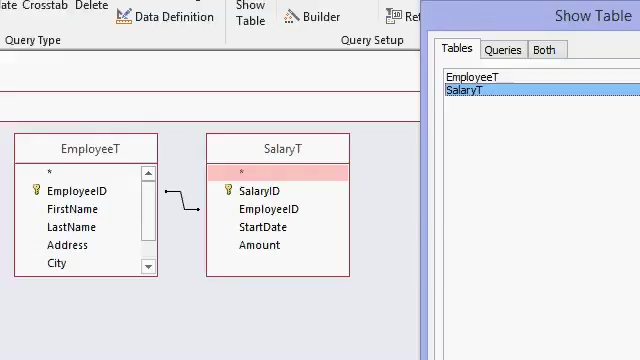 ate Crosstab Delete
Data Definition
Show
Table
Builder
Ret
Query Type
Query Setup
Show Table
Tables
Queries
Both
EmployeeT
SalaryT
EmployeeT
*
EmployeeID
FirstName
LastName
Address
City
SalaryT
*
SalaryID
EmployeeID
StartDate
Amount